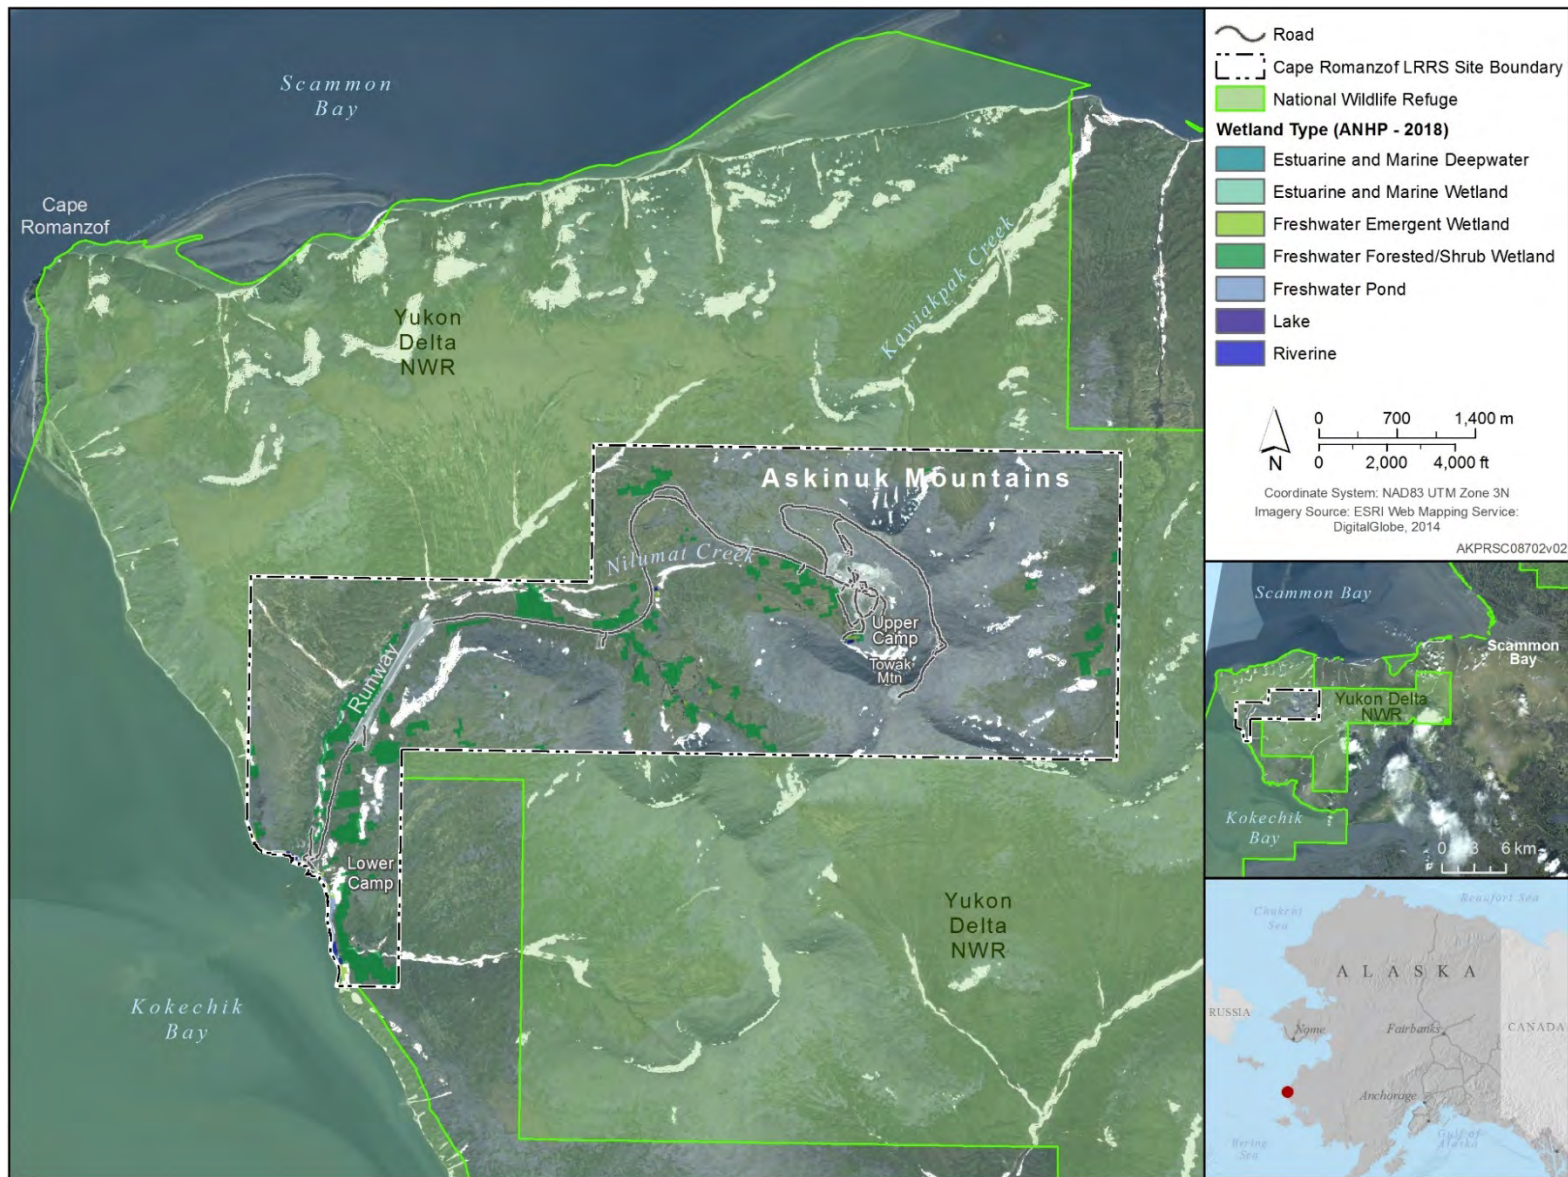 Scammon
Bay
Cape
Romanzof
Yukon
Delta
NWR
Kawiakpak Creek
Askinuk Mountains
Nilumat Creek
Upper
Camp
Towak
Mtn
Runway
Lower
Camp
Yukon
Delta
NWR
Kokechik
Bay
Road
Cape Romanzof LRRS Site Boundary
National Wildlife Refuge
Wetland Type (ANHP - 2018)
Estuarine and Marine Deepwater
Estuarine and Marine Wetland
Freshwater Emergent Wetland
Freshwater Forested/Shrub Wetland
Freshwater Pond
Lake
Riverine
N
0 700 1,400 m
0 2,000 4,000 ft
Coordinate System: NAD83 UTM Zone 3N
Imagery Source: ESRI Web Mapping Service:
DigitalGlobe, 2014
AKPRSC08702v02
Scammon Bay
Scammon
Bay
Yukon Delta
NWR
Kokechik
Bay
0 3 6 km
Chukchi
Sea
Beaufort Sea
ALASKA
RUSSIA
Nome
Fairbanks
CANADA
Anchorage
Bering
Sea
Gulf of
Alaska